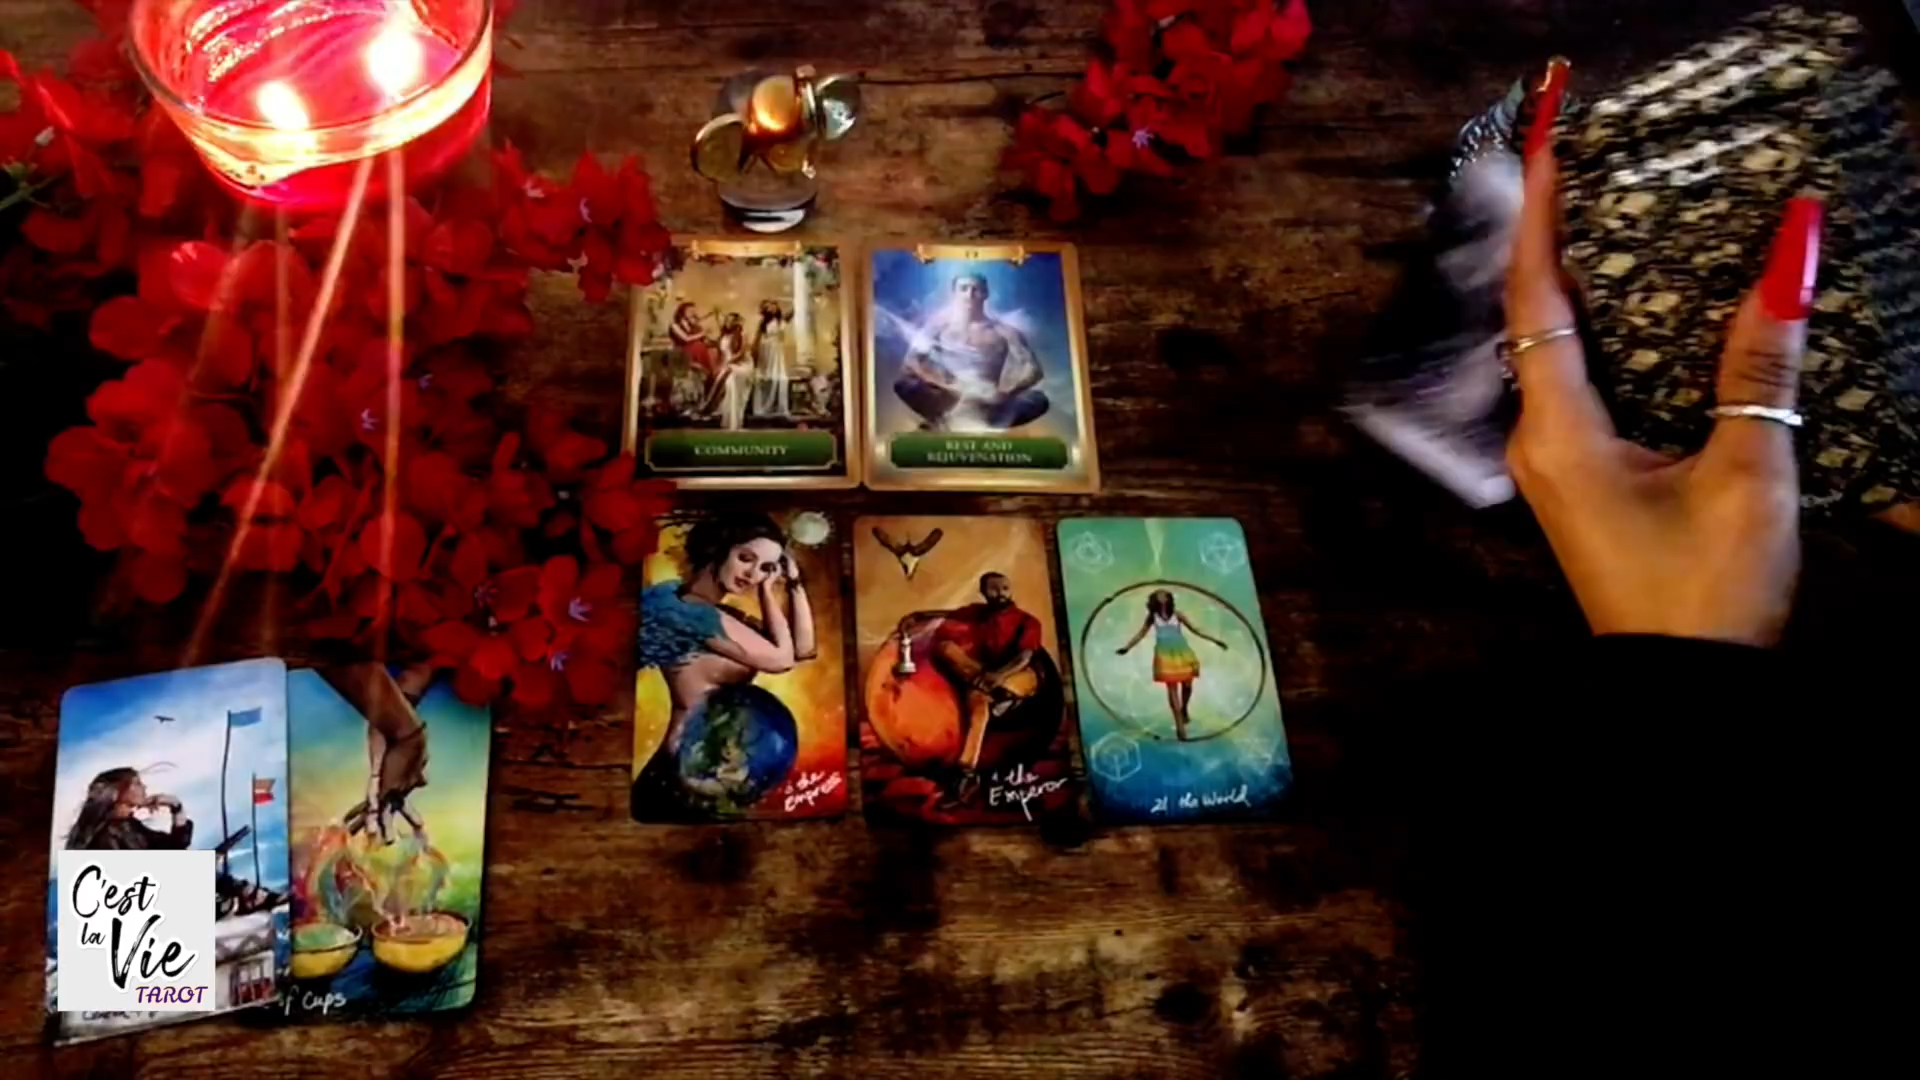 COMMUNITY
REST AND
REJUVENATION
the
Empress
the
Emperor
21 the World
of Cups
C'est
la Vie
TAROT